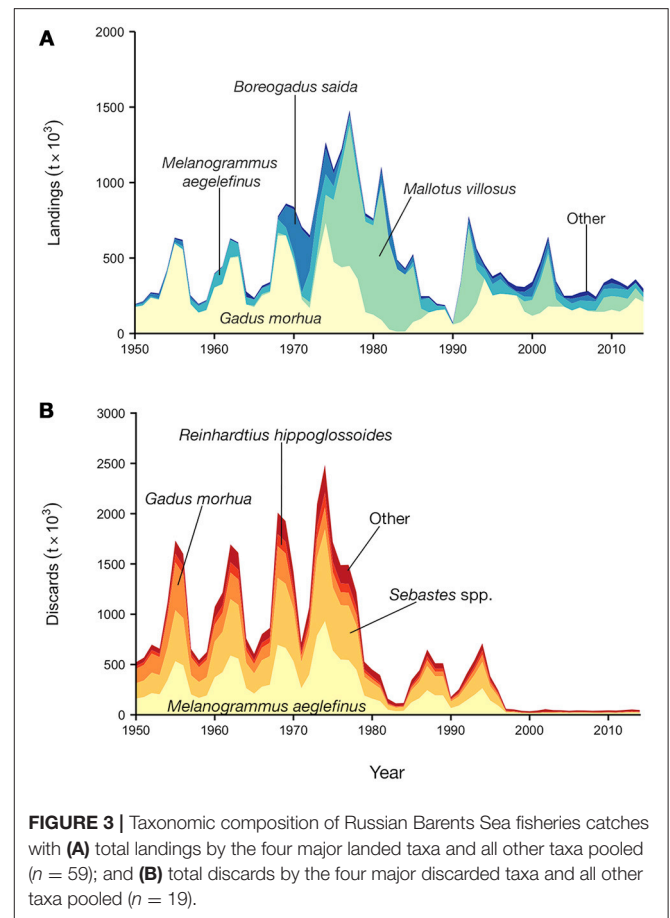 A
2000
1500
1000
500
0
Landings (t × 10³)
Boreogadus saida
Melanogrammus
aegelefinus
Mallotus villosus
Other
Gadus morhua
1950 1960 1970 1980 1990 2000 2010
B
3000
2500
2000
1500
1000
500
0
Discards (t × 10³)
Reinhardtius hippoglossoides
Gadus morhua
Other
Sebastes spp.
Melanogrammus aeglefinus
1950 1960 1970 1980 1990 2000 2010
Year
FIGURE 3 | Taxonomic composition of Russian Barents Sea fisheries catches
with (A) total landings by the four major landed taxa and all other taxa pooled
(n = 59); and (B) total discards by the four major discarded taxa and all other
taxa pooled (n = 19).